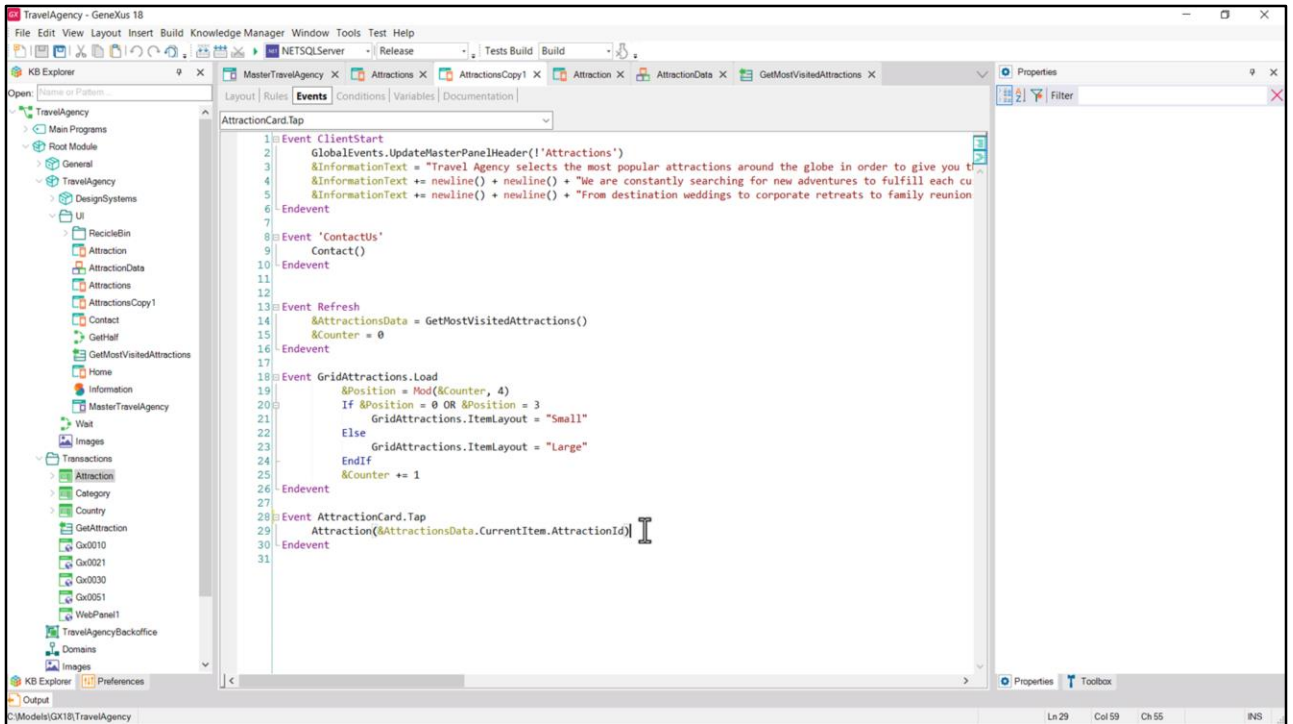 GX TravelAgency - GeneXus 18
File Edit View Layout Insert Build Knowledge Manager Window Tools Test Help
NETSQLServer Release Tests Build Build
KB Explorer
Open: Name or Pattern...
TravelAgency
Main Programs
Root Module
General
TravelAgency
DesignSystems
UI
RecicleBin
Attraction
AttractionData
Attractions
AttractionsCopy1
Contact
GetHalf
GetMostVisitedAttractions
Home
Information
MasterTravelAgency
Wait
Images
Transactions
Attraction
Category
Country
GetAttraction
Gx0010
Gx0021
Gx0030
Gx0051
WebPanel1
TravelAgencyBackoffice
Domains
Images
KB Explorer Preferences
MasterTravelAgency X Attractions X AttractionsCopy1 X Attraction X AttractionData X GetMostVisitedAttractions X
Layout | Rules | Events | Conditions | Variables | Documentation |
AttractionCard.Tap
1 Event ClientStart
2 GlobalEvents.UpdateMasterPanelHeader(!'Attractions')
3 &InformationText = "Travel Agency selects the most popular attractions around the globe in order to give you t
4 &InformationText += newline() + newline() + "We are constantly searching for new adventures to fulfill each cu
5 &InformationText += newline() + newline() + "From destination weddings to corporate retreats to family reunion
6 Endevent
7
8 Event 'ContactUs'
9 Contact()
10 Endevent
11
12
13 Event Refresh
14 &AttractionsData = GetMostVisitedAttractions()
15 &Counter = 0
16 Endevent
17
18 Event GridAttractions.Load
19 &Position = Mod(&Counter, 4)
20 If &Position = 0 OR &Position = 3
21 GridAttractions.ItemLayout = "Small"
22 Else
23 GridAttractions.ItemLayout = "Large"
24 EndIf
25 &Counter += 1
26 Endevent
27
28 Event AttractionCard.Tap
29 Attraction(&AttractionsData.CurrentItem.AttractionId)
30 Endevent
31
Properties
Filter
Properties Toolbox
Output
C:\Models\GX18\TravelAgency Ln 29 Col 59 Ch 55 INS